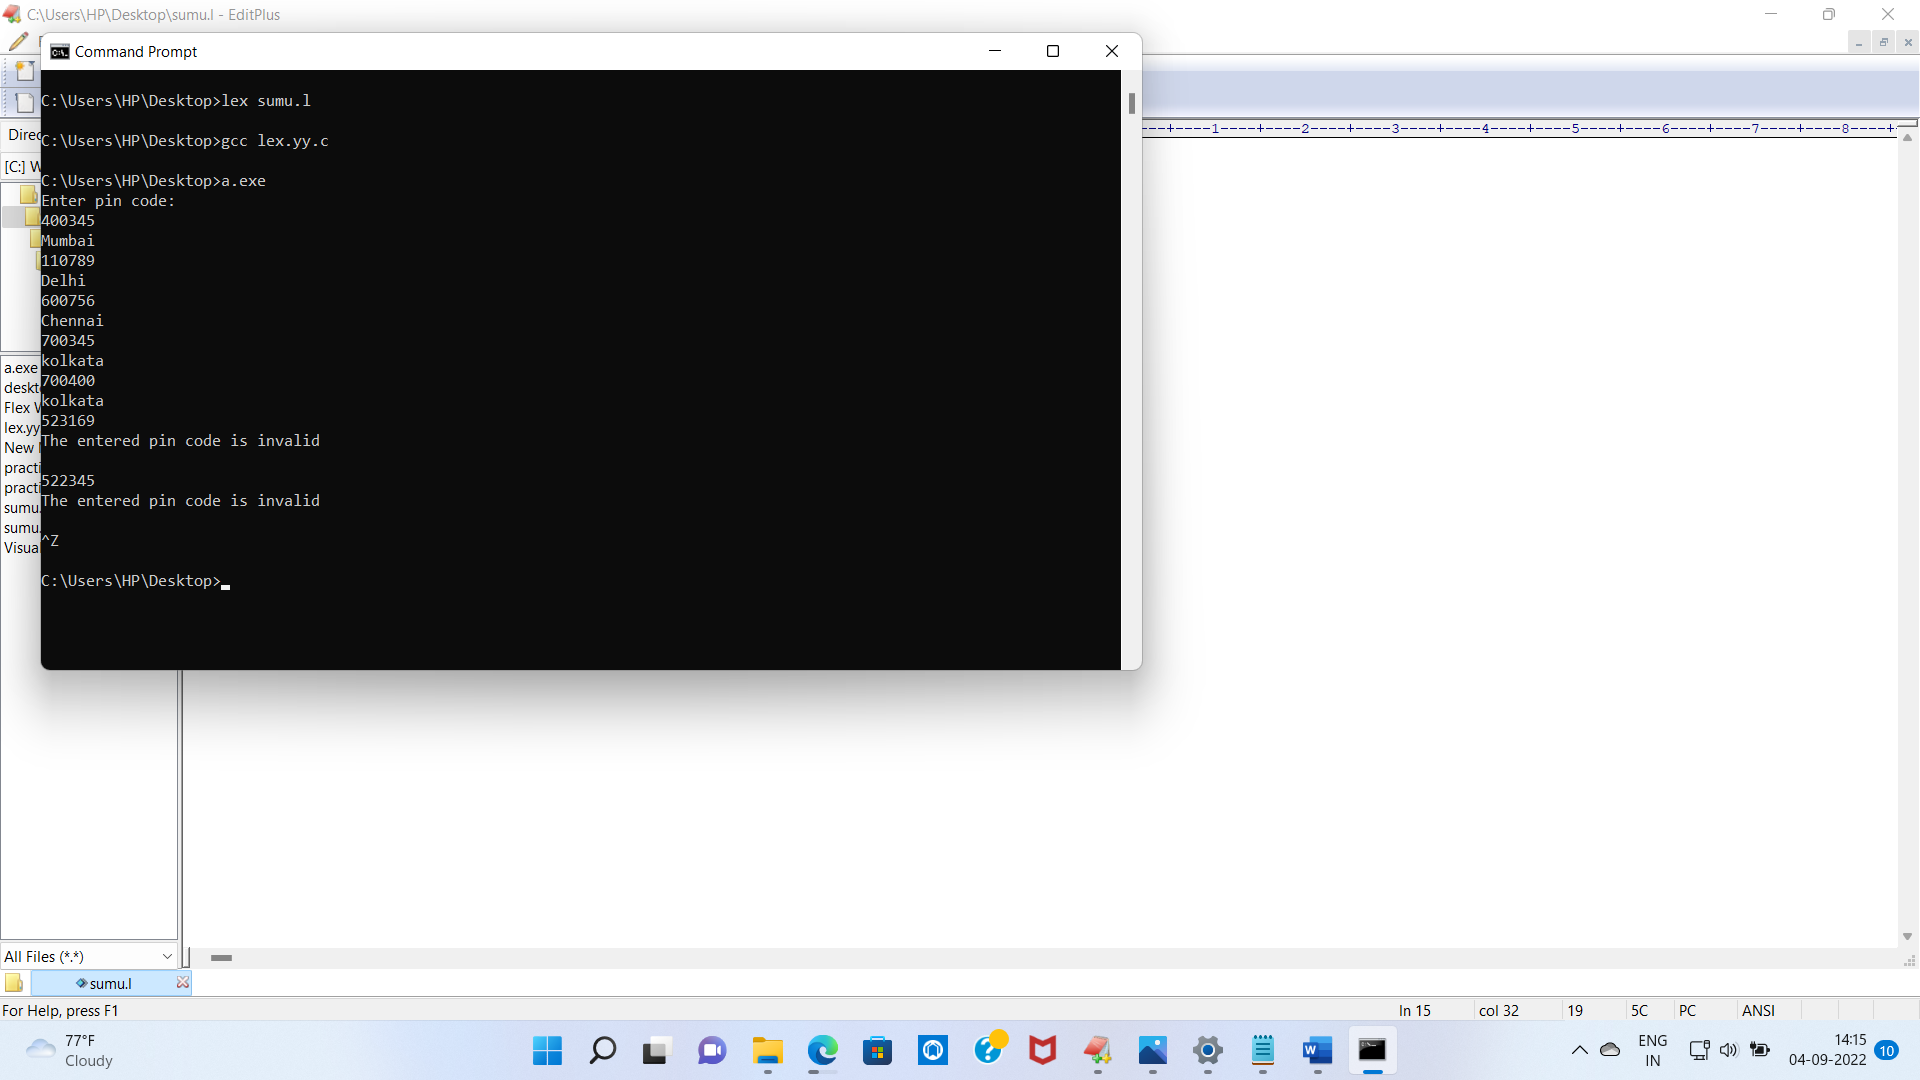 C:\Users\HP\Desktop\sumu.l - EditPlus
Command Prompt
C:\Users\HP\Desktop>lex sumu.l
C:\Users\HP\Desktop>gcc lex.yy.c
C:\Users\HP\Desktop>a.exe
Enter pin code:
400345
Mumbai
110789
Delhi
600756
Chennai
700345
kolkata
700400
kolkata
523169
The entered pin code is invalid
522345
The entered pin code is invalid
^Z
C:\Users\HP\Desktop>
Direc
[C:] W
a.exe
deskt
Flex W
lex.yy
New
practi
practi
sumu.
sumu.
Visual
--+----1----+----2----+----3----+----4----+----5----+----6----+----7----+----8----+-
All Files (*.*)
sumu.l
For Help, press F1
ln 15 col 32 19 5C PC ANSI
77°F
Cloudy
ENG
IN
14:15
04-09-2022
10